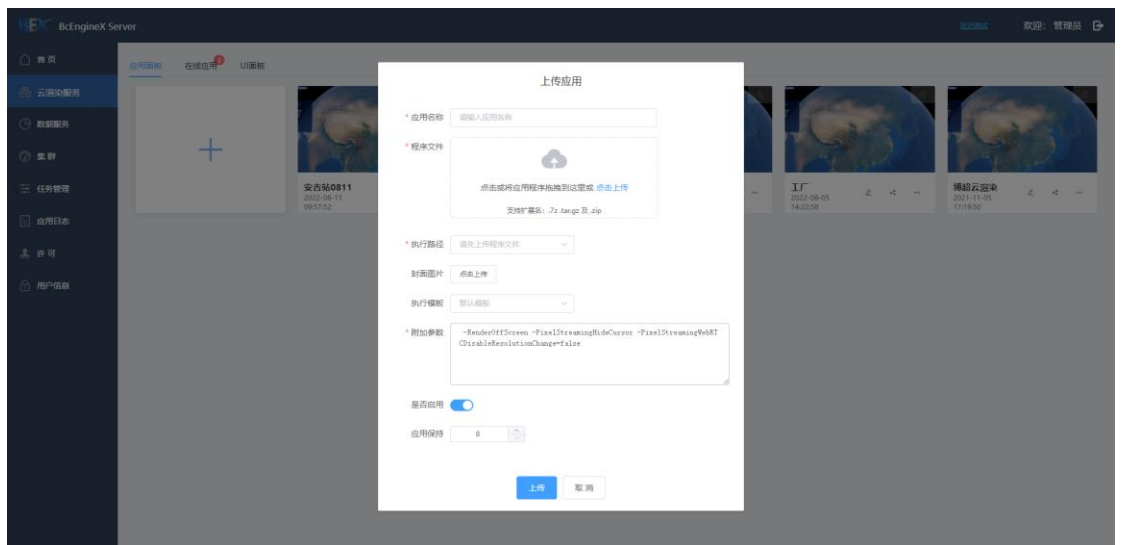 BEX BcEngineX Server
欢迎: 管理员
首页
应用面板 在线应用 UI面板
云渲染服务
数据服务
集群
任务管理
应用日志
许可
用户信息
安吉站0811
2022-08-11
09:57:52
工厂
2022-08-05
14:22:58
博超云渲染
2021-11-05
17:19:50
上传应用
* 应用名称 请输入应用名称
* 程序文件
点击或将应用程序拖拽到这里或 点击上传
支持扩展名: .7z .tar.gz 及 .zip
* 执行路径 请先上传程序文件
封面图片 点击上传
执行模板 默认模板
* 附加参数 -RenderOffScreen -PixelStreamingHideCursor -PixelStreamingWebRT
CDisableResolutionChange=false
是否启用
应用保持 0
上传 取消